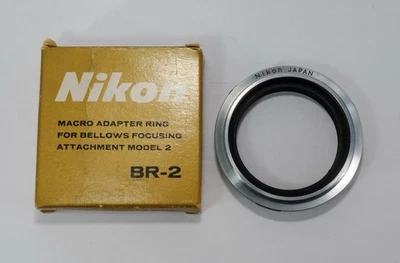 Nikon
MACRO ADAPTER RING
FOR BELLOWS FOCUSING
ATTACHMENT MODEL 2
BR-2
Nikon JAPAN